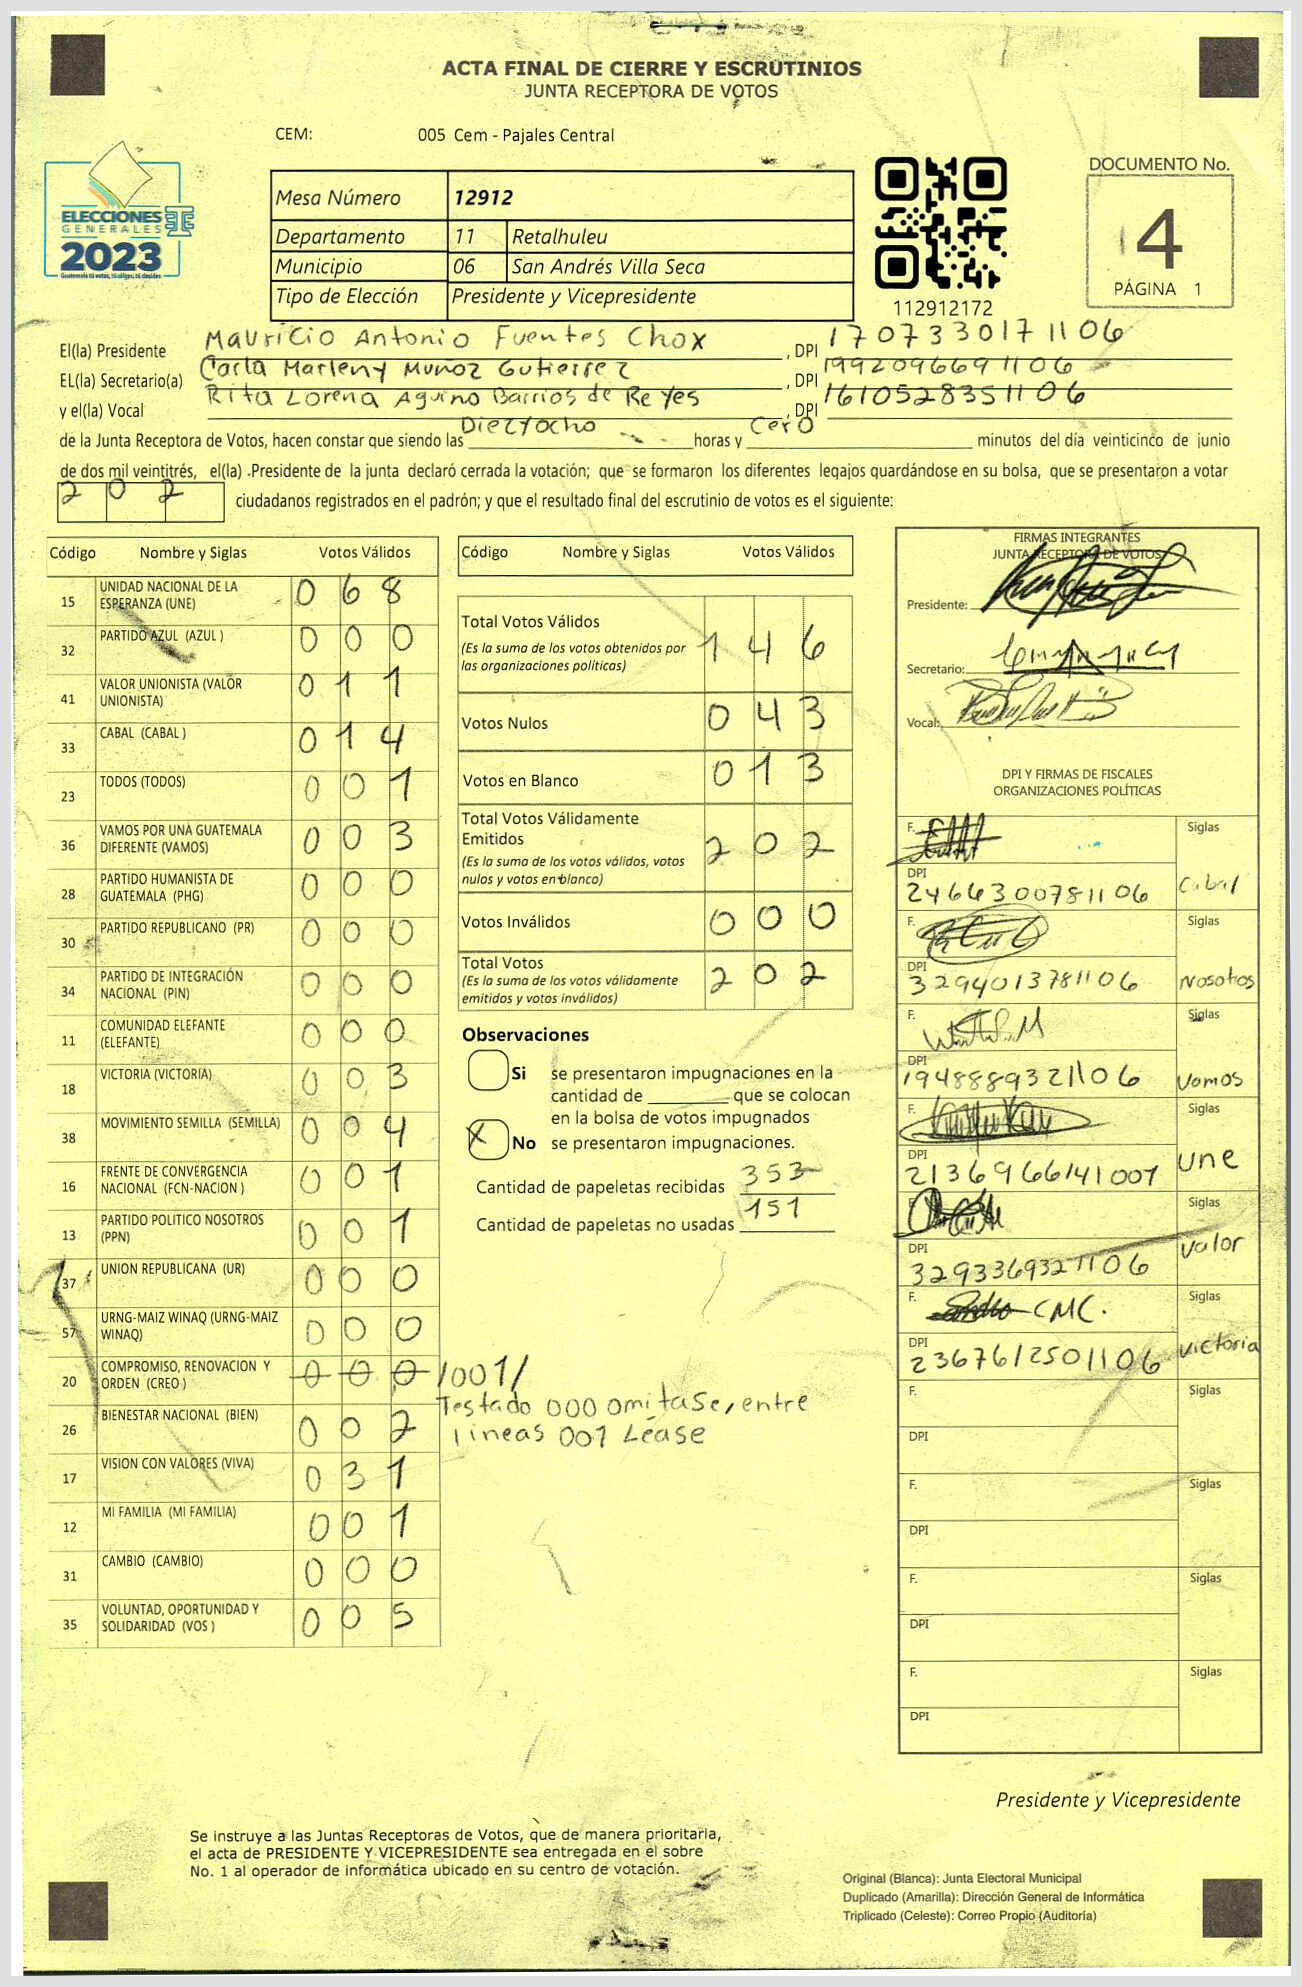 ACTA FINAL DE CIERRE Y ESCRUTINIOS
JUNTA RECEPTORA DE VOTOS
CEM: 005 Cem - Pajales Central
ELECCIONES
GENERALES
2023
Guatemala tú votas, tú eliges, tú decides
Mesa Número 12912
Departamento 11 Retalhuleu
Municipio 06 San Andrés Villa Seca
Tipo de Elección Presidente y Vicepresidente
112912172
DOCUMENTO No.
4
PÁGINA 1
El(la) Presidente Mauricio Antonio Fuentes Chox , DPI 1707330171106
EL(la) Secretario(a) Carla Marleny Muñoz Gutierrez , DPI 1992096691106
y el(la) Vocal Rita Lorena Aguino Barrios de Reyes , DPI 1610528351106
de la Junta Receptora de Votos, hacen constar que siendo las Dieciocho horas y Cero minutos del día veinticinco de junio
de dos mil veintitrés, el(la) Presidente de la junta declaró cerrada la votación; que se formaron los diferentes legajos guardándose en su bolsa, que se presentaron a votar
202 ciudadanos registrados en el padrón; y que el resultado final del escrutinio de votos es el siguiente:
Código Nombre y Siglas Votos Válidos
15 UNIDAD NACIONAL DE LA ESPERANZA (UNE) 0 6 8
32 PARTIDO AZUL (AZUL ) 0 0 0
41 VALOR UNIONISTA (VALOR UNIONISTA) 0 1 1
33 CABAL (CABAL ) 0 1 4
23 TODOS (TODOS) 0 0 1
36 VAMOS POR UNA GUATEMALA DIFERENTE (VAMOS) 0 0 3
28 PARTIDO HUMANISTA DE GUATEMALA (PHG) 0 0 0
30 PARTIDO REPUBLICANO (PR) 0 0 0
34 PARTIDO DE INTEGRACIÓN NACIONAL (PIN) 0 0 0
11 COMUNIDAD ELEFANTE (ELEFANTE) 0 0 0
18 VICTORIA (VICTORIA) 0 0 3
38 MOVIMIENTO SEMILLA (SEMILLA) 0 0 4
16 FRENTE DE CONVERGENCIA NACIONAL (FCN-NACION ) 0 0 1
13 PARTIDO POLITICO NOSOTROS (PPN) 0 0 1
37 UNION REPUBLICANA (UR) 0 0 0
57 URNG-MAIZ WINAQ (URNG-MAIZ WINAQ) 0 0 0
20 COMPROMISO, RENOVACION Y ORDEN (CREO ) 0 0 0 /001/
Testado 000 omitase, entre
lineas 001 Léase
26 BIENESTAR NACIONAL (BIEN) 0 0 2
17 VISION CON VALORES (VIVA) 0 3 1
12 MI FAMILIA (MI FAMILIA) 0 0 1
31 CAMBIO (CAMBIO) 0 0 0
35 VOLUNTAD, OPORTUNIDAD Y SOLIDARIDAD (VOS ) 0 0 5
Código Nombre y Siglas Votos Válidos
Total Votos Válidos 1 4 6
(Es la suma de los votos obtenidos por
las organizaciones políticas)
Votos Nulos 0 4 3
Votos en Blanco 0 1 3
Total Votos Válidamente
Emitidos 2 0 2
(Es la suma de los votos válidos, votos
nulos y votos en blanco)
Votos Inválidos 0 0 0
Total Votos 2 0 2
(Es la suma de los votos válidamente
emitidos y votos inválidos)
Observaciones
Si se presentaron impugnaciones en la
cantidad de ________ que se colocan
en la bolsa de votos impugnados
X No se presentaron impugnaciones.
Cantidad de papeletas recibidas 353
Cantidad de papeletas no usadas 151
FIRMAS INTEGRANTES
JUNTA RECEPTORA DE VOTOS
Presidente:
Secretario:
Vocal:
DPI Y FIRMAS DE FISCALES
ORGANIZACIONES POLÍTICAS
F. Siglas
DPI 2466300781106 Cabal
F. Siglas
DPI 3294013781106 Nosotros
F. Siglas
DPI 1948889321106 Vamos
F. Siglas
DPI 2136966141007 Une
F. Siglas
DPI 3293369321106 Valor
F. CMC. Siglas
DPI 2367612501106 Victoria
F. Siglas
DPI
F. Siglas
DPI
F. Siglas
DPI
F. Siglas
DPI
Presidente y Vicepresidente
Se instruye a las Juntas Receptoras de Votos, que de manera prioritaria,
el acta de PRESIDENTE Y VICEPRESIDENTE sea entregada en el sobre
No. 1 al operador de informática ubicado en su centro de votación.
Original (Blanca): Junta Electoral Municipal
Duplicado (Amarilla): Dirección General de Informática
Triplicado (Celeste): Correo Propio (Auditoría)